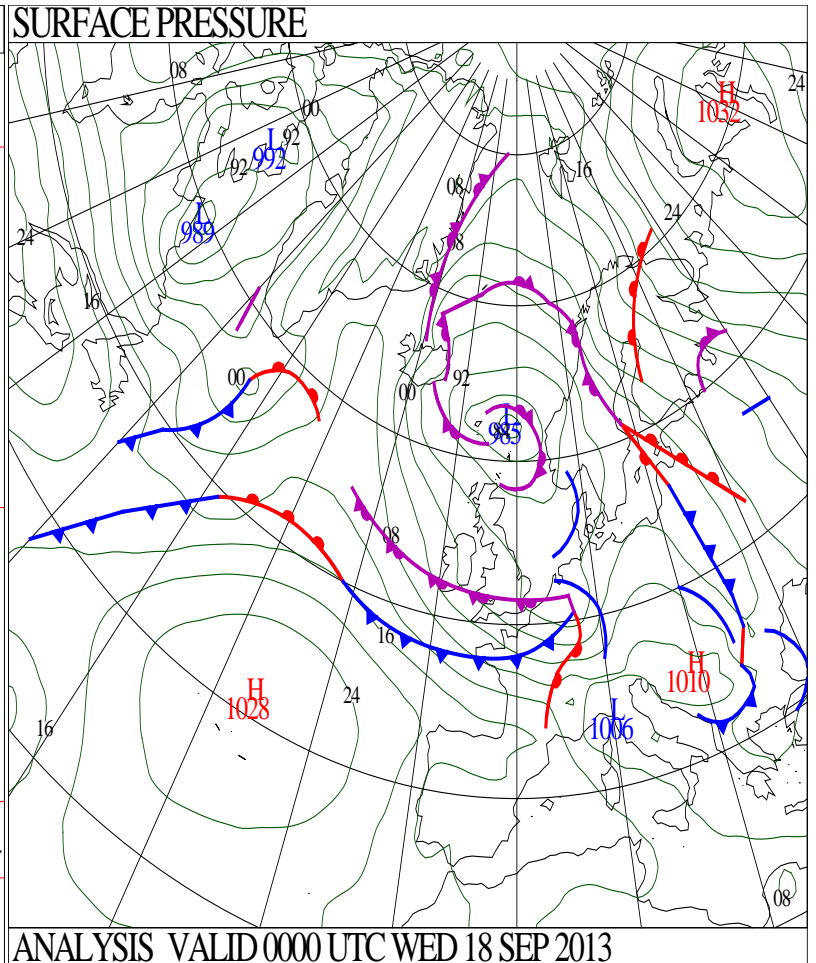 SURFACE PRESSURE
08
24
H
1032
00
L
992
92
92
16
08
L
989
24
24
08
16
00
92
00
L
985
08
16
H
1010
H
1028
24
L
1006
16
08
ANALYSIS VALID 0000 UTC WED 18 SEP 2013